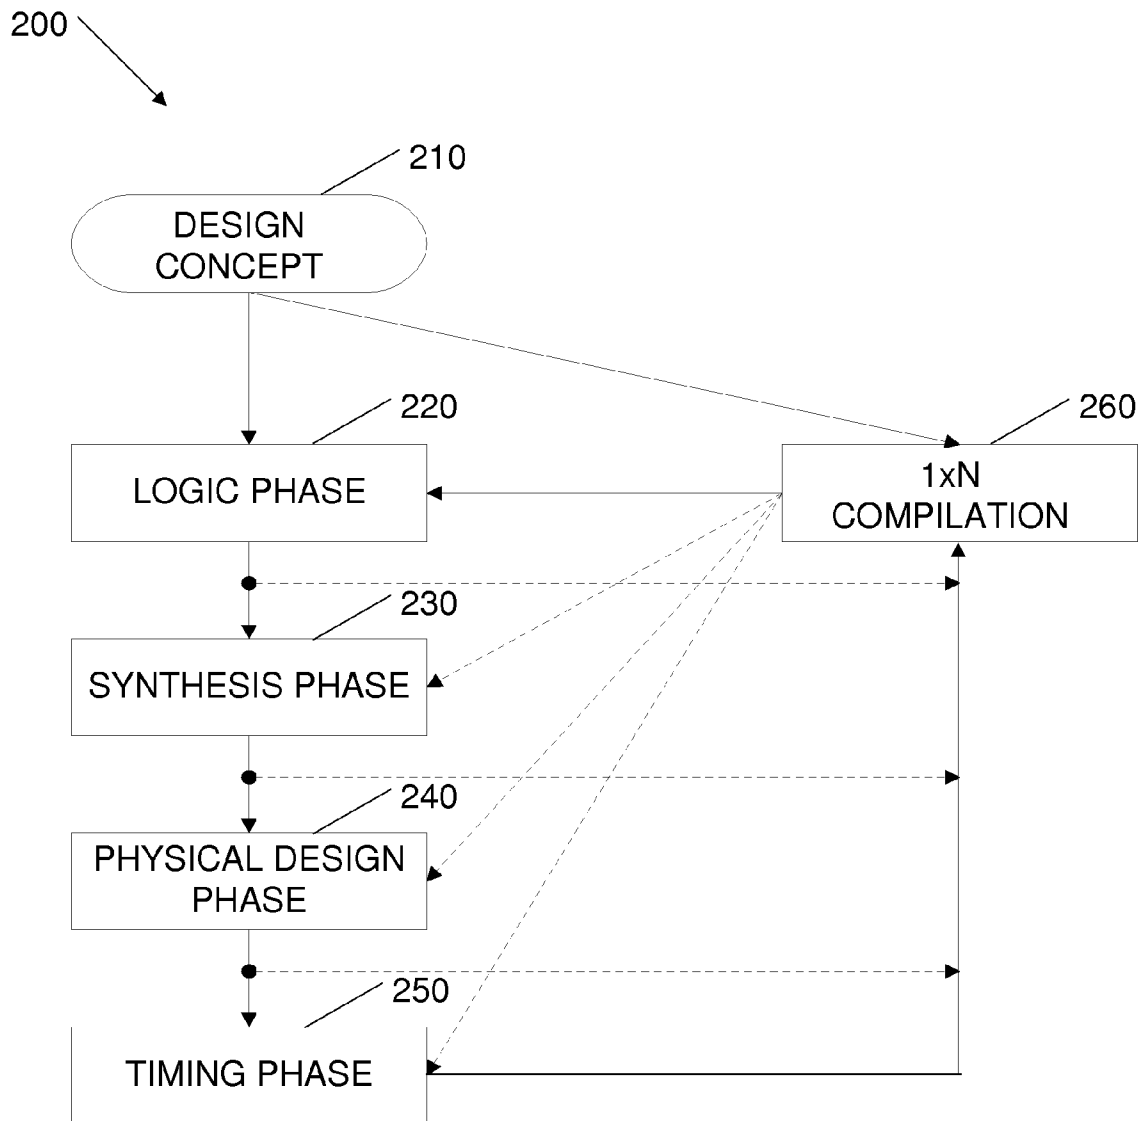 200
210
DESIGN
CONCEPT
220
260
LOGIC PHASE
1xN
COMPILATION
230
SYNTHESIS PHASE
240
PHYSICAL DESIGN
PHASE
250
TIMING PHASE